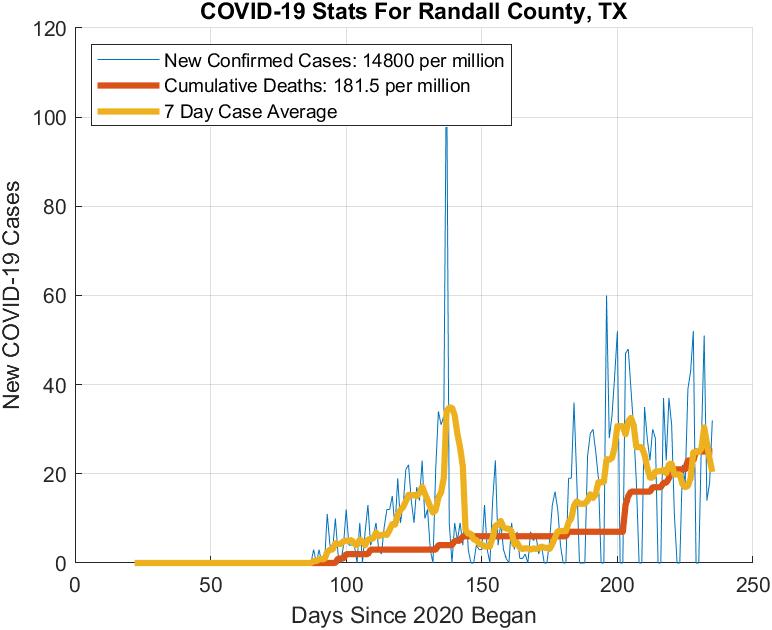 COVID-19 Stats For Randall County, TX
New Confirmed Cases: 14800 per million
Cumulative Deaths: 181.5 per million
7 Day Case Average
120
100
80
60
40
20
0
New COVID-19 Cases
0 50 100 150 200 250
Days Since 2020 Began